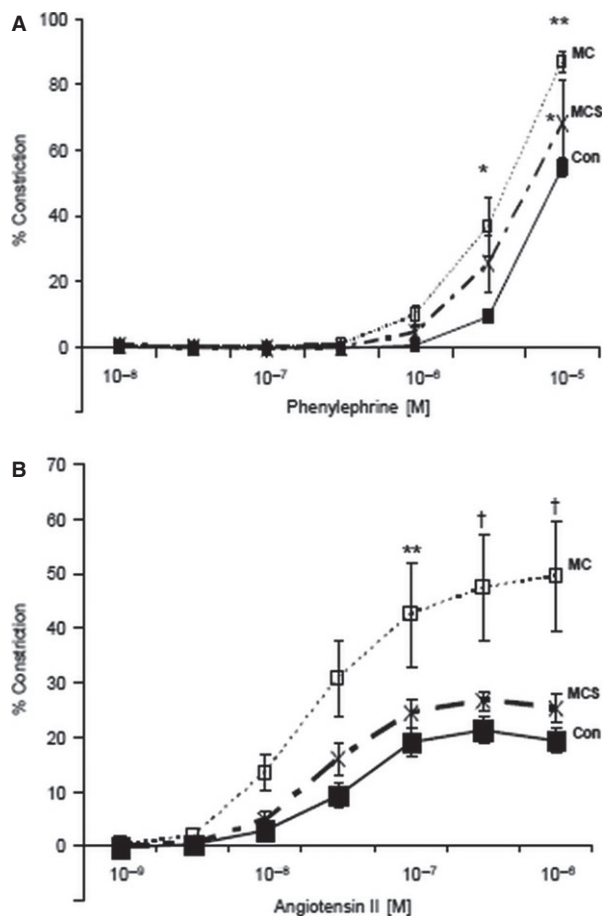 A
100
80
60
40
20
0
% Constriction
**
MC
*
MCS
*
Con
10⁻⁸
10⁻⁷
10⁻⁶
10⁻⁵
Phenylephrine [M]
B
70
60
50
40
30
20
10
0
% Constriction
**
†
†
MC
MCS
Con
10⁻⁹
10⁻⁸
10⁻⁷
10⁻⁶
Angiotensin II [M]